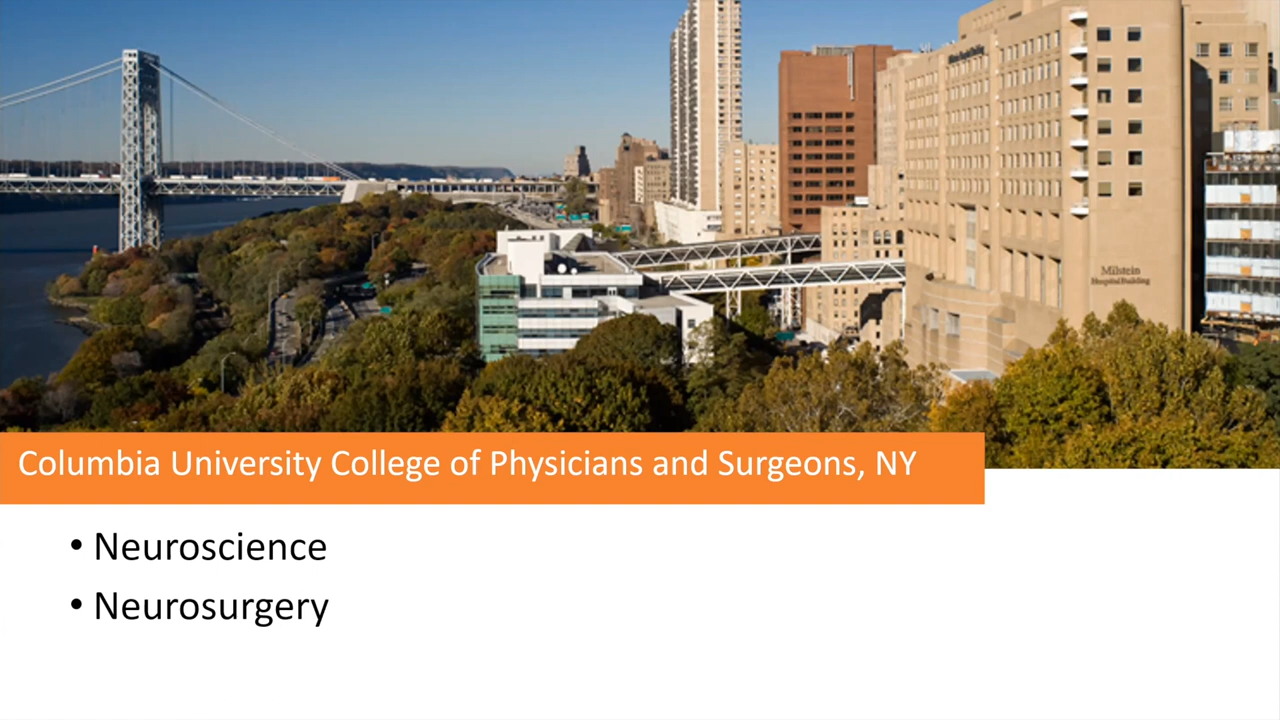 Milstein
Hospital Building
Columbia University College of Physicians and Surgeons, NY
• Neuroscience
• Neurosurgery